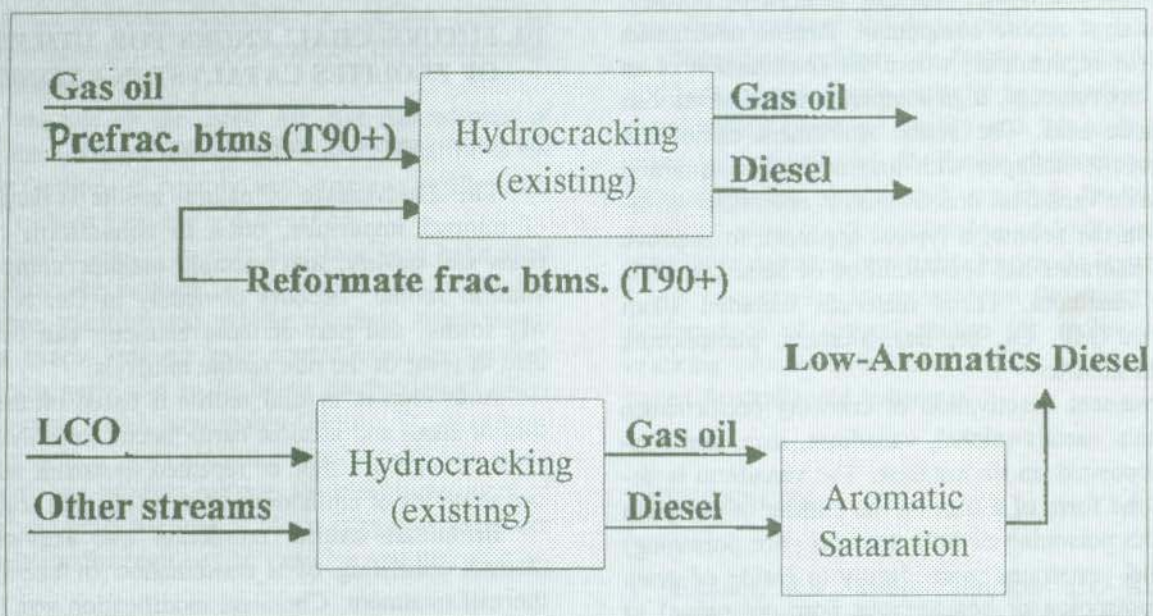 Gas oil
Prefrac. btms (T90+)
Hydrocracking
(existing)
Gas oil
Diesel
Reformate frac. btms. (T90+)
Low-Aromatics Diesel
LCO
Other streams
Hydrocracking
(existing)
Gas oil
Diesel
Aromatic
Sataration